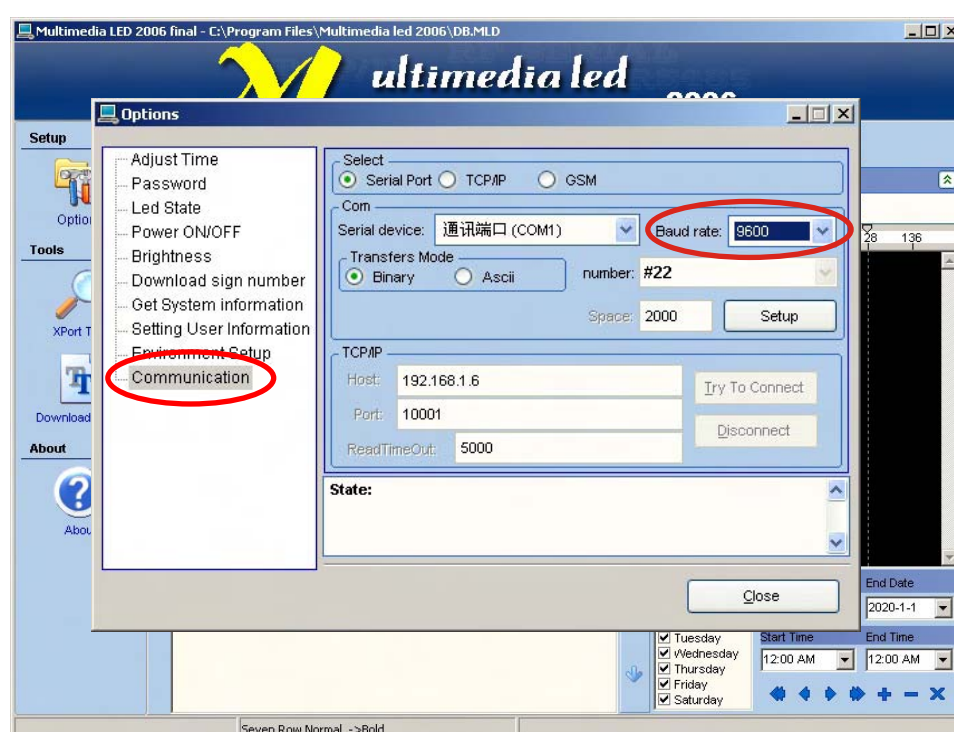 Multimedia LED 2006 final - C:\Program Files\Multimedia led 2006\DB.MLD
Multimedia led
2006
Options
Setup
Adjust Time
Password
Led State
Power ON/OFF
Brightness
Download sign number
Get System information
Setting User Information
Environment Setup
Communication
Select
Serial Port TCP/IP GSM
Com
Serial device: 通讯端口 (COM1) Baud rate: 9600
Transfers Mode
Binary Ascii
number: #22
Space: 2000 Setup
TCP/IP
Host: 192.168.1.6
Port: 10001
ReadTimeOut: 5000
Try To Connect
Disconnect
State:
Close
Option
Tools
XPort T
Download
About
Abou
28 136
End Date
2020-1-1
Tuesday
Wednesday
Thursday
Friday
Saturday
Start Time End Time
12:00 AM 12:00 AM
Seven Row Normal ->Bold